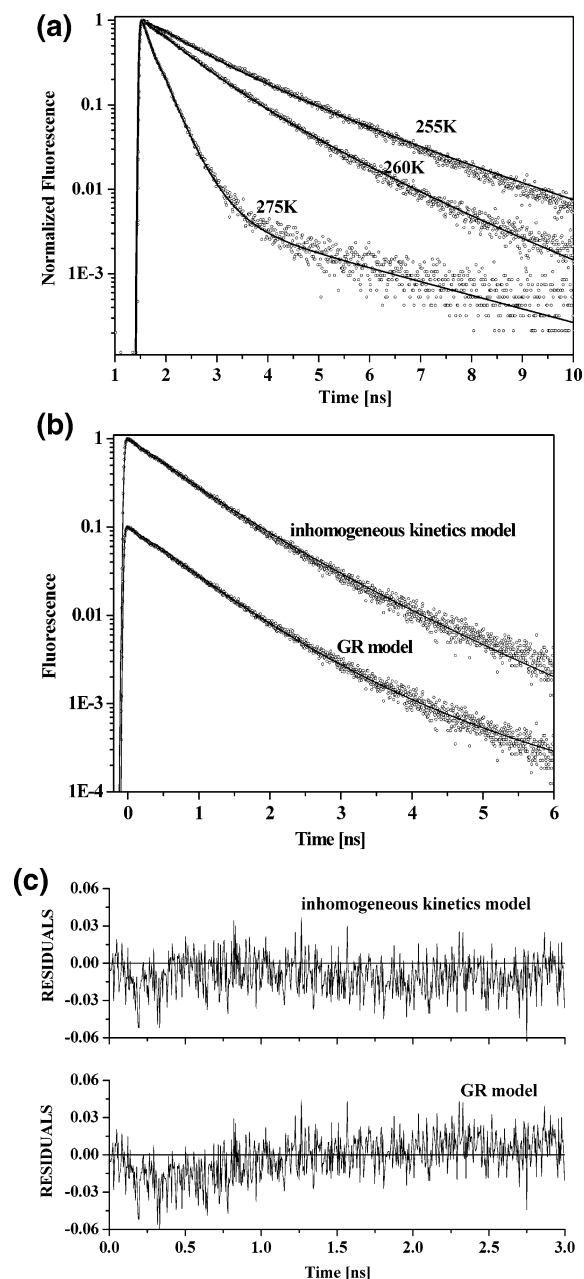 (a)
Normalized Fluorescence
1
0.1
0.01
1E-3
255K
260K
275K
1 2 3 4 5 6 7 8 9 10
Time [ns]
(b)
Fluorescence
1
0.1
0.01
1E-3
1E-4
inhomogeneous kinetics model
GR model
0 1 2 3 4 5 6
Time [ns]
(c)
RESIDUALS
0.06
0.03
0.00
-0.03
-0.06
inhomogeneous kinetics model
RESIDUALS
0.06
0.03
0.00
-0.03
-0.06
GR model
0.0 0.5 1.0 1.5 2.0 2.5 3.0
Time [ns]